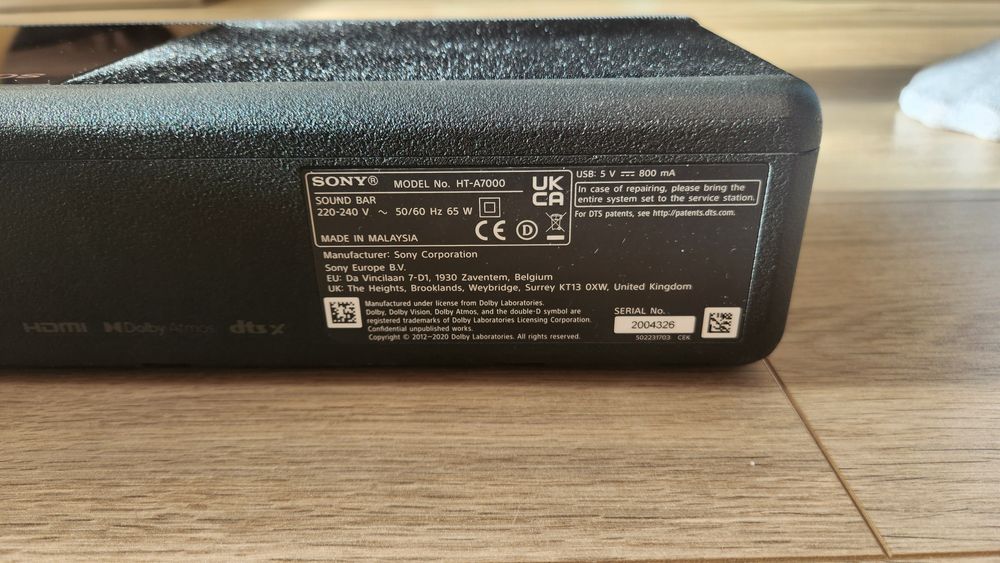 SONY® MODEL No. HT-A7000
SOUND BAR
220-240 V ~ 50/60 Hz 65 W
MADE IN MALAYSIA
UK
CA
CE D
USB: 5 V ⎓ 800 mA
In case of repairing, please bring the
entire system set to the service station.
For DTS patents, see http://patents.dts.com.
Manufacturer: Sony Corporation
Sony Europe B.V.
EU: Da Vincilaan 7-D1, 1930 Zaventem, Belgium
UK: The Heights, Brooklands, Weybridge, Surrey KT13 0XW, United Kingdom
Manufactured under license from Dolby Laboratories.
Dolby, Dolby Vision, Dolby Atmos, and the double-D symbol are
registered trademarks of Dolby Laboratories Licensing Corporation.
Confidential unpublished works.
Copyright © 2012-2020 Dolby Laboratories. All rights reserved.
SERIAL No.
2004326
502231703 CEK
HDMI Dolby Atmos dts X